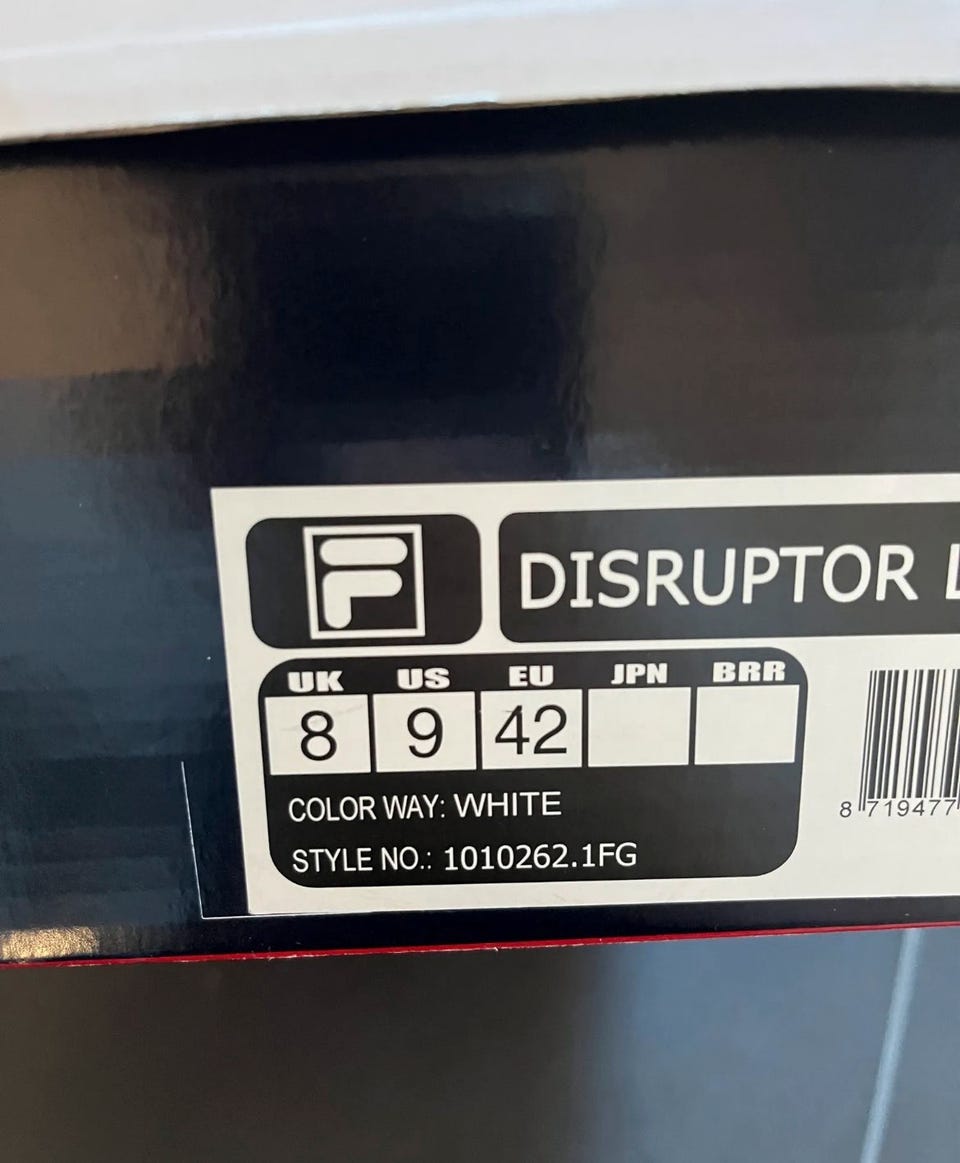 F
DISRUPTOR L
UK US EU JPN BRR
8 9 42
COLOR WAY: WHITE
STYLE NO.: 1010262.1FG
8 719477